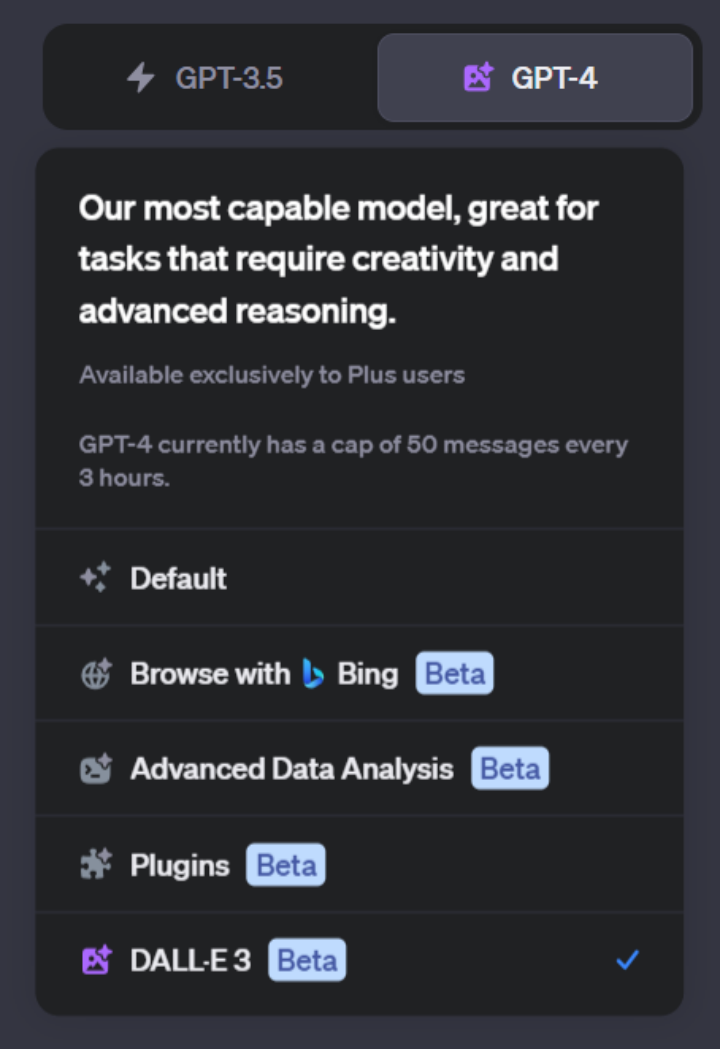 GPT-3.5
GPT-4
Our most capable model, great for
tasks that require creativity and
advanced reasoning.
Available exclusively to Plus users
GPT-4 currently has a cap of 50 messages every
3 hours.
Default
Browse with Bing Beta
Advanced Data Analysis Beta
Plugins Beta
DALL·E 3 Beta